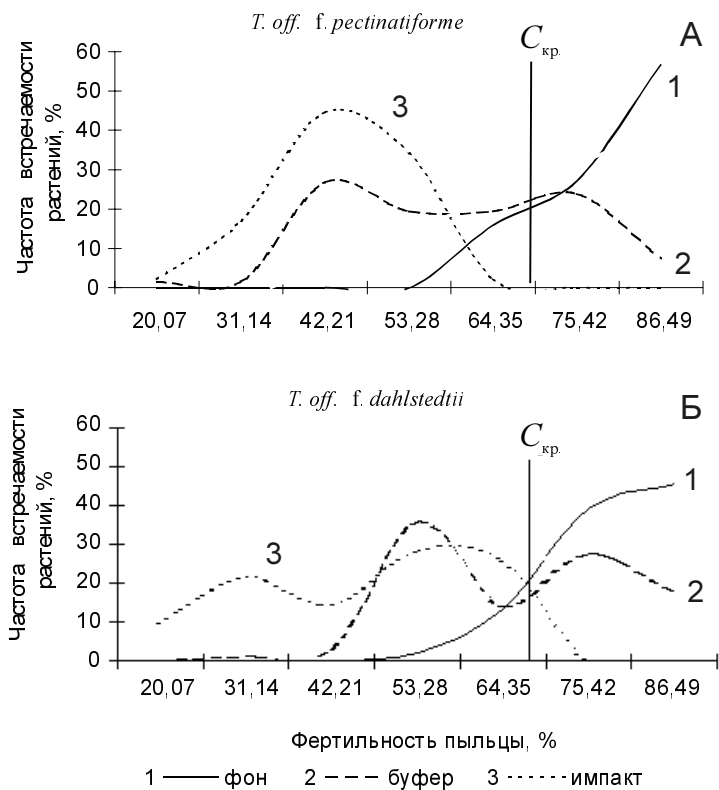 T. off. f. pectinatiforme
А
C кр.
Частота встречаемости
растений, %
60
50
40
30
20
10
0
3
1
2
20,07 31,14 42,21 53,28 64,35 75,42 86,49
T. off. f. dahlstedtii
Б
C кр.
Частота встречаемости
растений, %
60
50
40
30
20
10
0
3
1
2
20,07 31,14 42,21 53,28 64,35 75,42 86,49
Фертильность пыльцы, %
1 фон 2 буфер 3 импакт